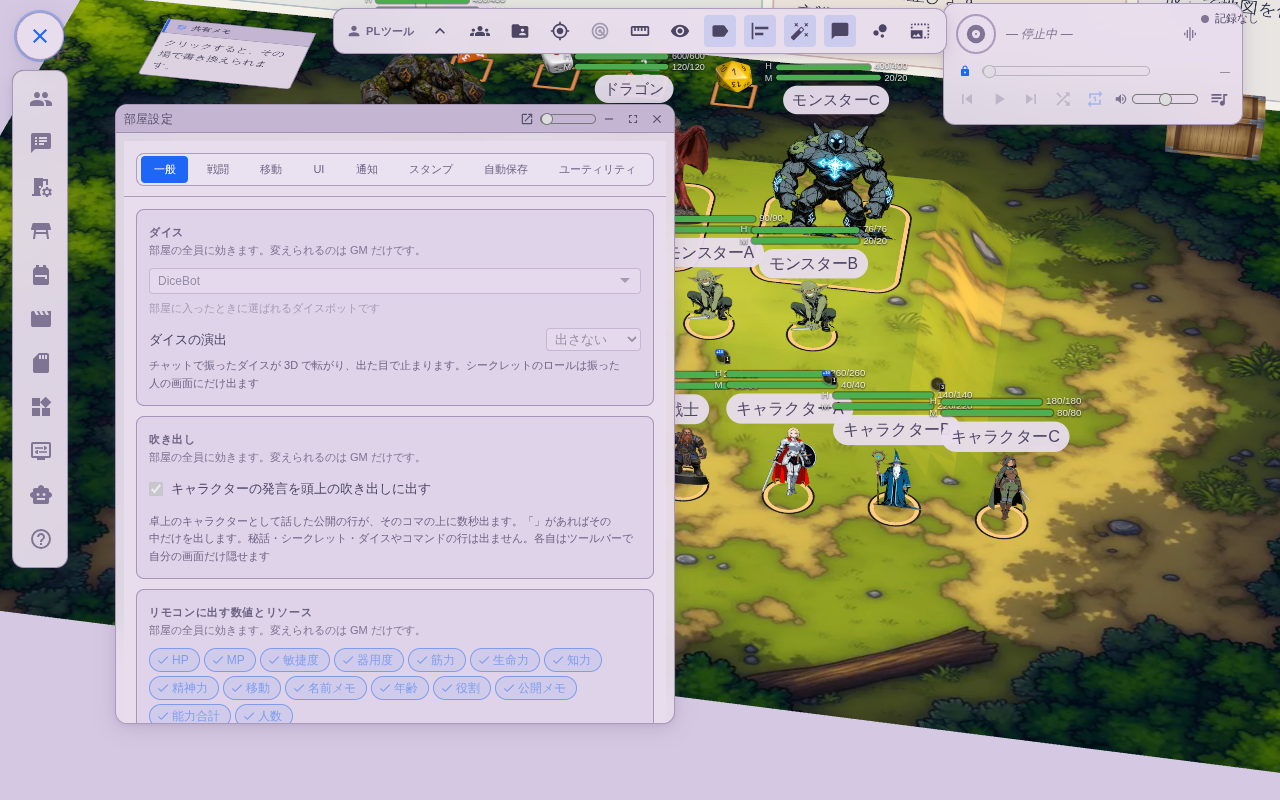 共有メモ
クリックすると、その
場で書き換えられま
す。
PLツール
記録なし
— 停止中 —
600/600
120/120
H 400/400
M 20/20
ドラゴン
モンスターC
部屋設定
一般
戦闘
移動
UI
通知
スタンプ
自動保存
ユーティリティ
ダイス
部屋の全員に効きます。変えられるのは GM だけです。
DiceBot
部屋に入ったときに選ばれるダイスボットです
ダイスの演出
出さない
チャットで振ったダイスが 3D で転がり、出た目で止まります。シークレットのロールは振った
人の画面にだけ出ます
吹き出し
部屋の全員に効きます。変えられるのは GM だけです。
キャラクターの発言を頭上の吹き出しに出す
卓上のキャラクターとして話した公開の行が、そのコマの上に数秒出ます。「」があればその
中だけを出します。秘話・シークレット・ダイスやコマンドの行は出ません。各自はツールバーで
自分の画面だけ隠せます
リモコンに出す数値とリソース
部屋の全員に効きます。変えられるのは GM だけです。
HP
MP
敏捷度
器用度
筋力
生命力
知力
精神力
移動
名前メモ
年齢
役割
公開メモ
能力合計
人数
90/90
H 76/76
M 20/20
モンスターA
モンスターB
H 260/260
M 40/40
140/140
220/220
H 180/180
M 80/80
戦士
キャラクターA
キャラクターB
キャラクターC